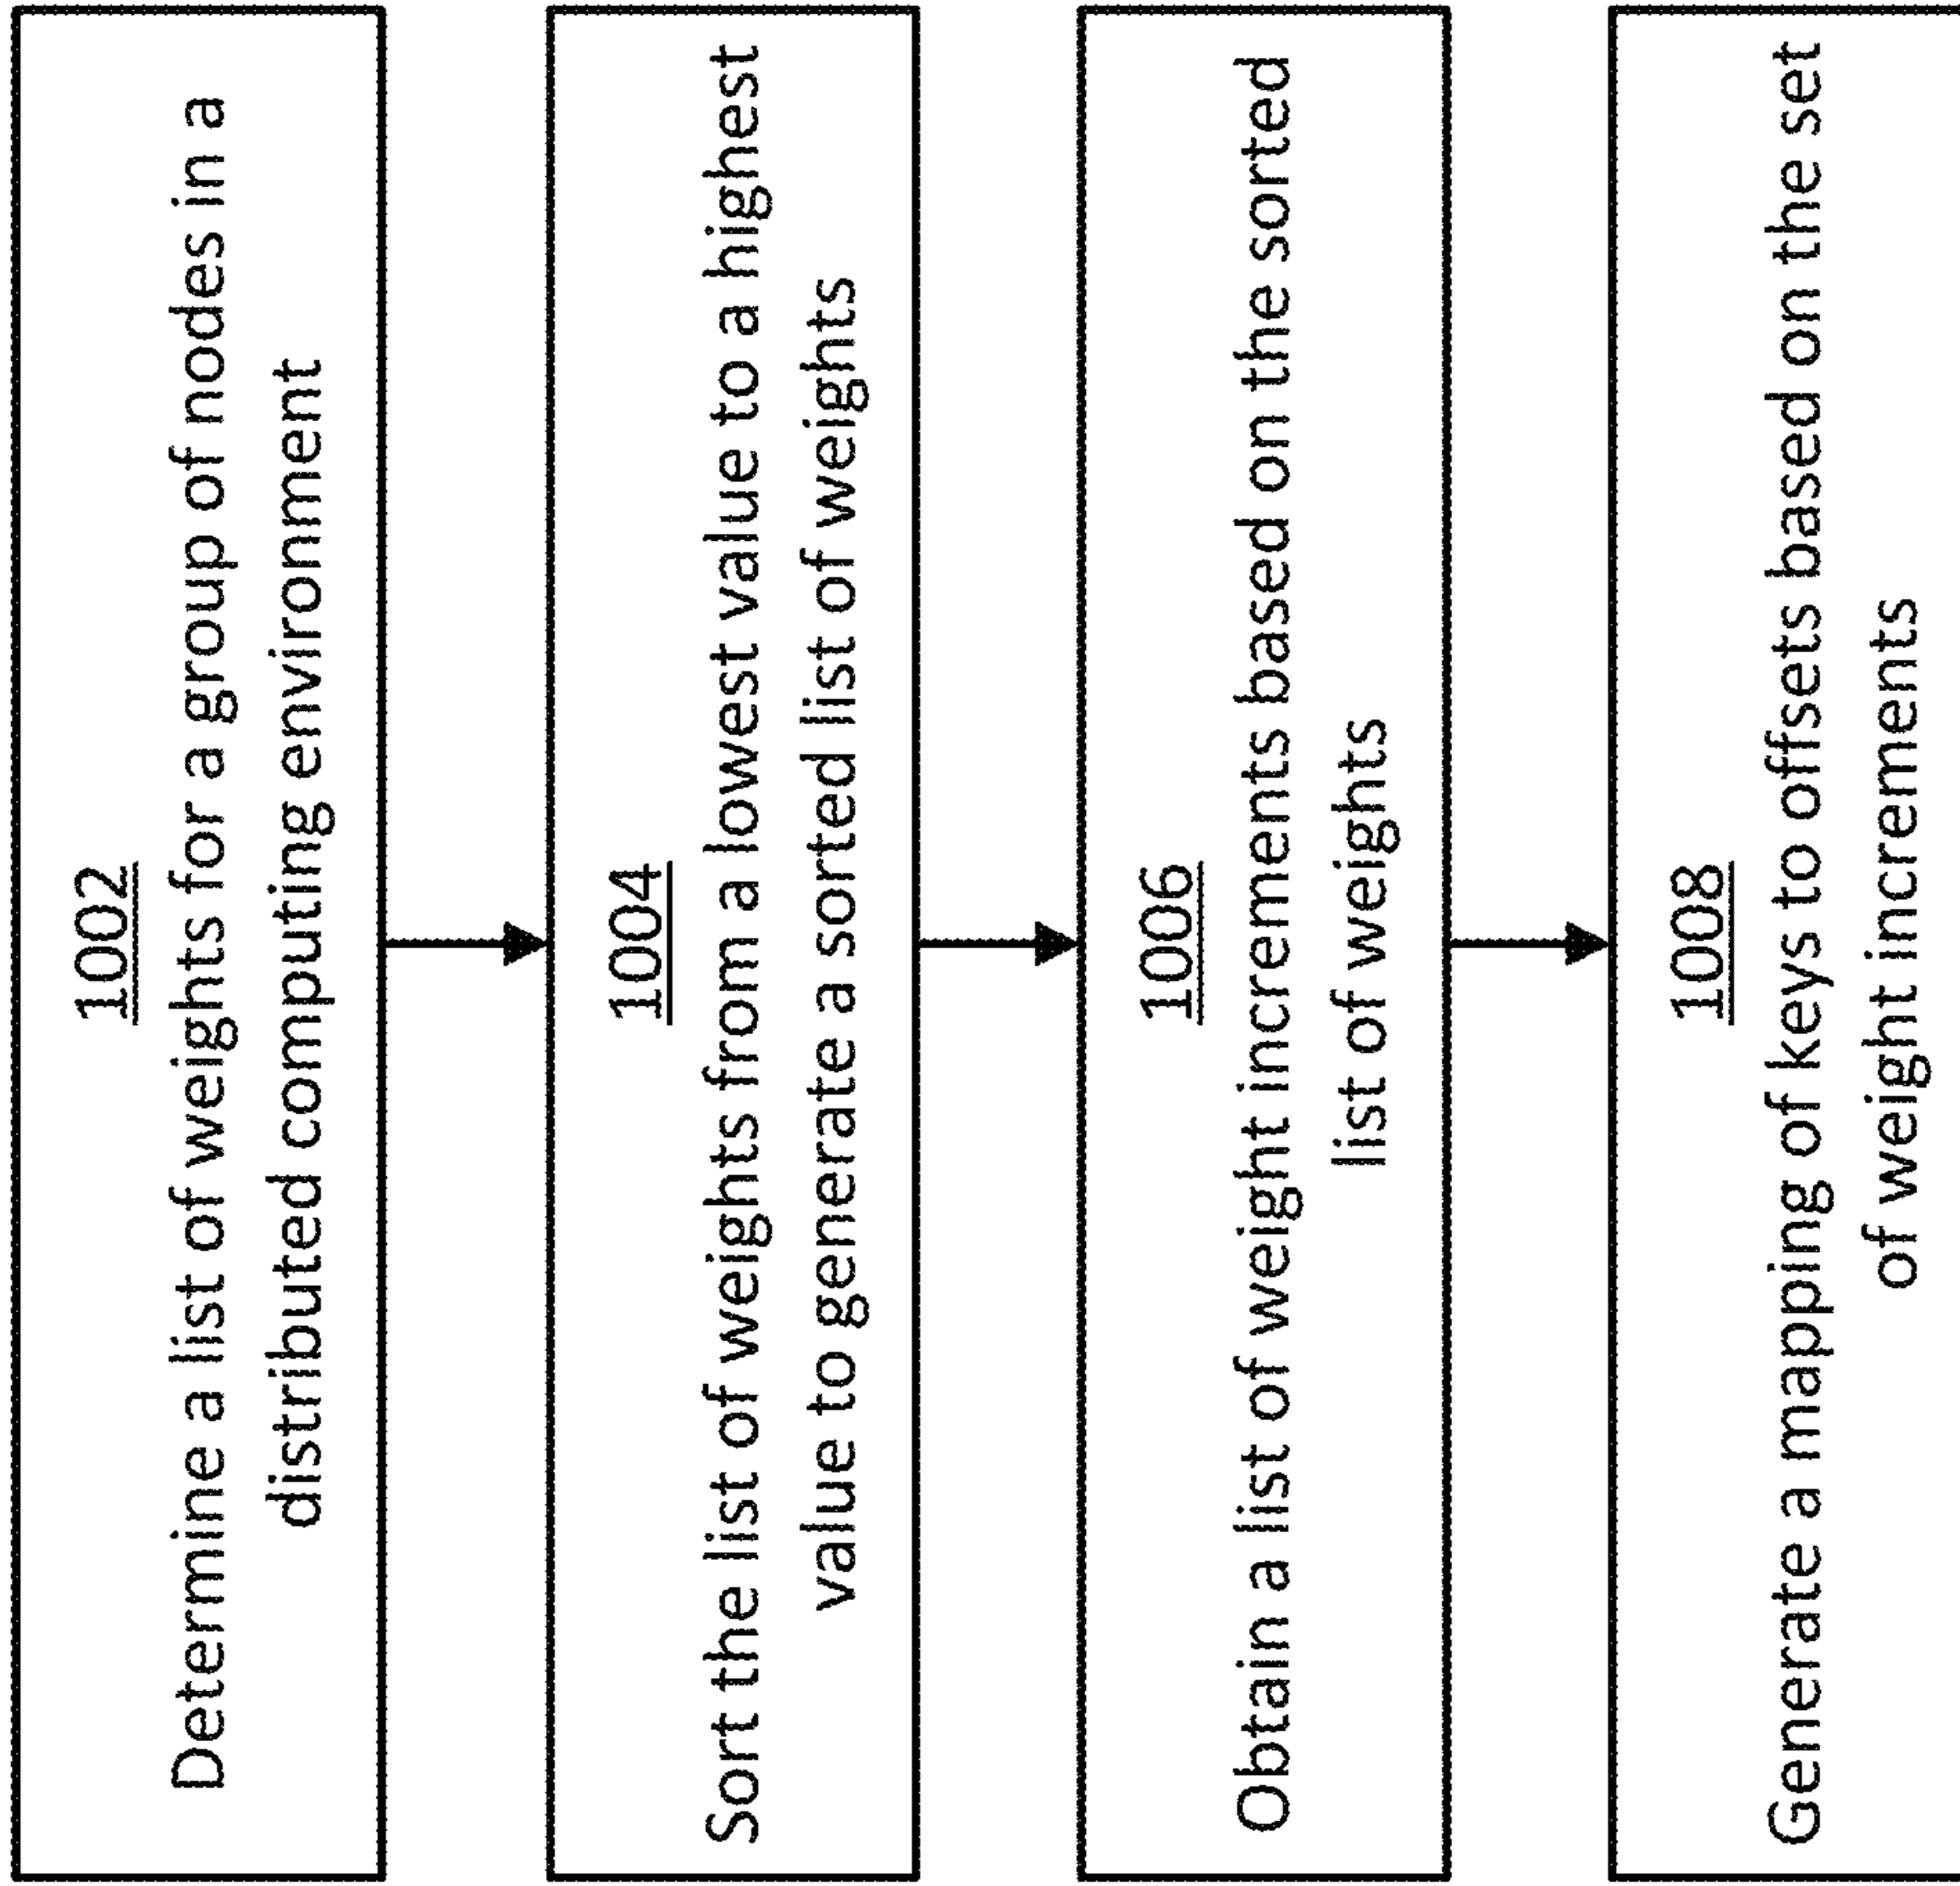 1002
Determine a list of weights for a group of nodes in a
distributed computing environment
1004
Sort the list of weights from a lowest value to a highest
value to generate a sorted list of weights
1006
Obtain a list of weight increments based on the sorted
list of weights
1008
Generate a mapping of keys to offsets based on the set
of weight increments